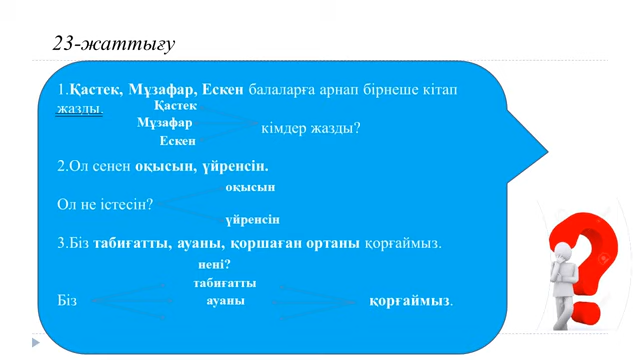 23-жаттығу
1.Қастек, Мұзафар, Ескен балаларға арнап бірнеше кітап
жазды.
Қастек
Мұзафар
кімдер жазды?
Ескен
2.Ол сенен оқысын, үйренсін.
оқысын
Ол не істесін?
үйренсін
3.Біз табиғатты, ауаны, қоршаған ортаны қорғаймыз.
нені?
табиғатты
Біз ауаны қорғаймыз.